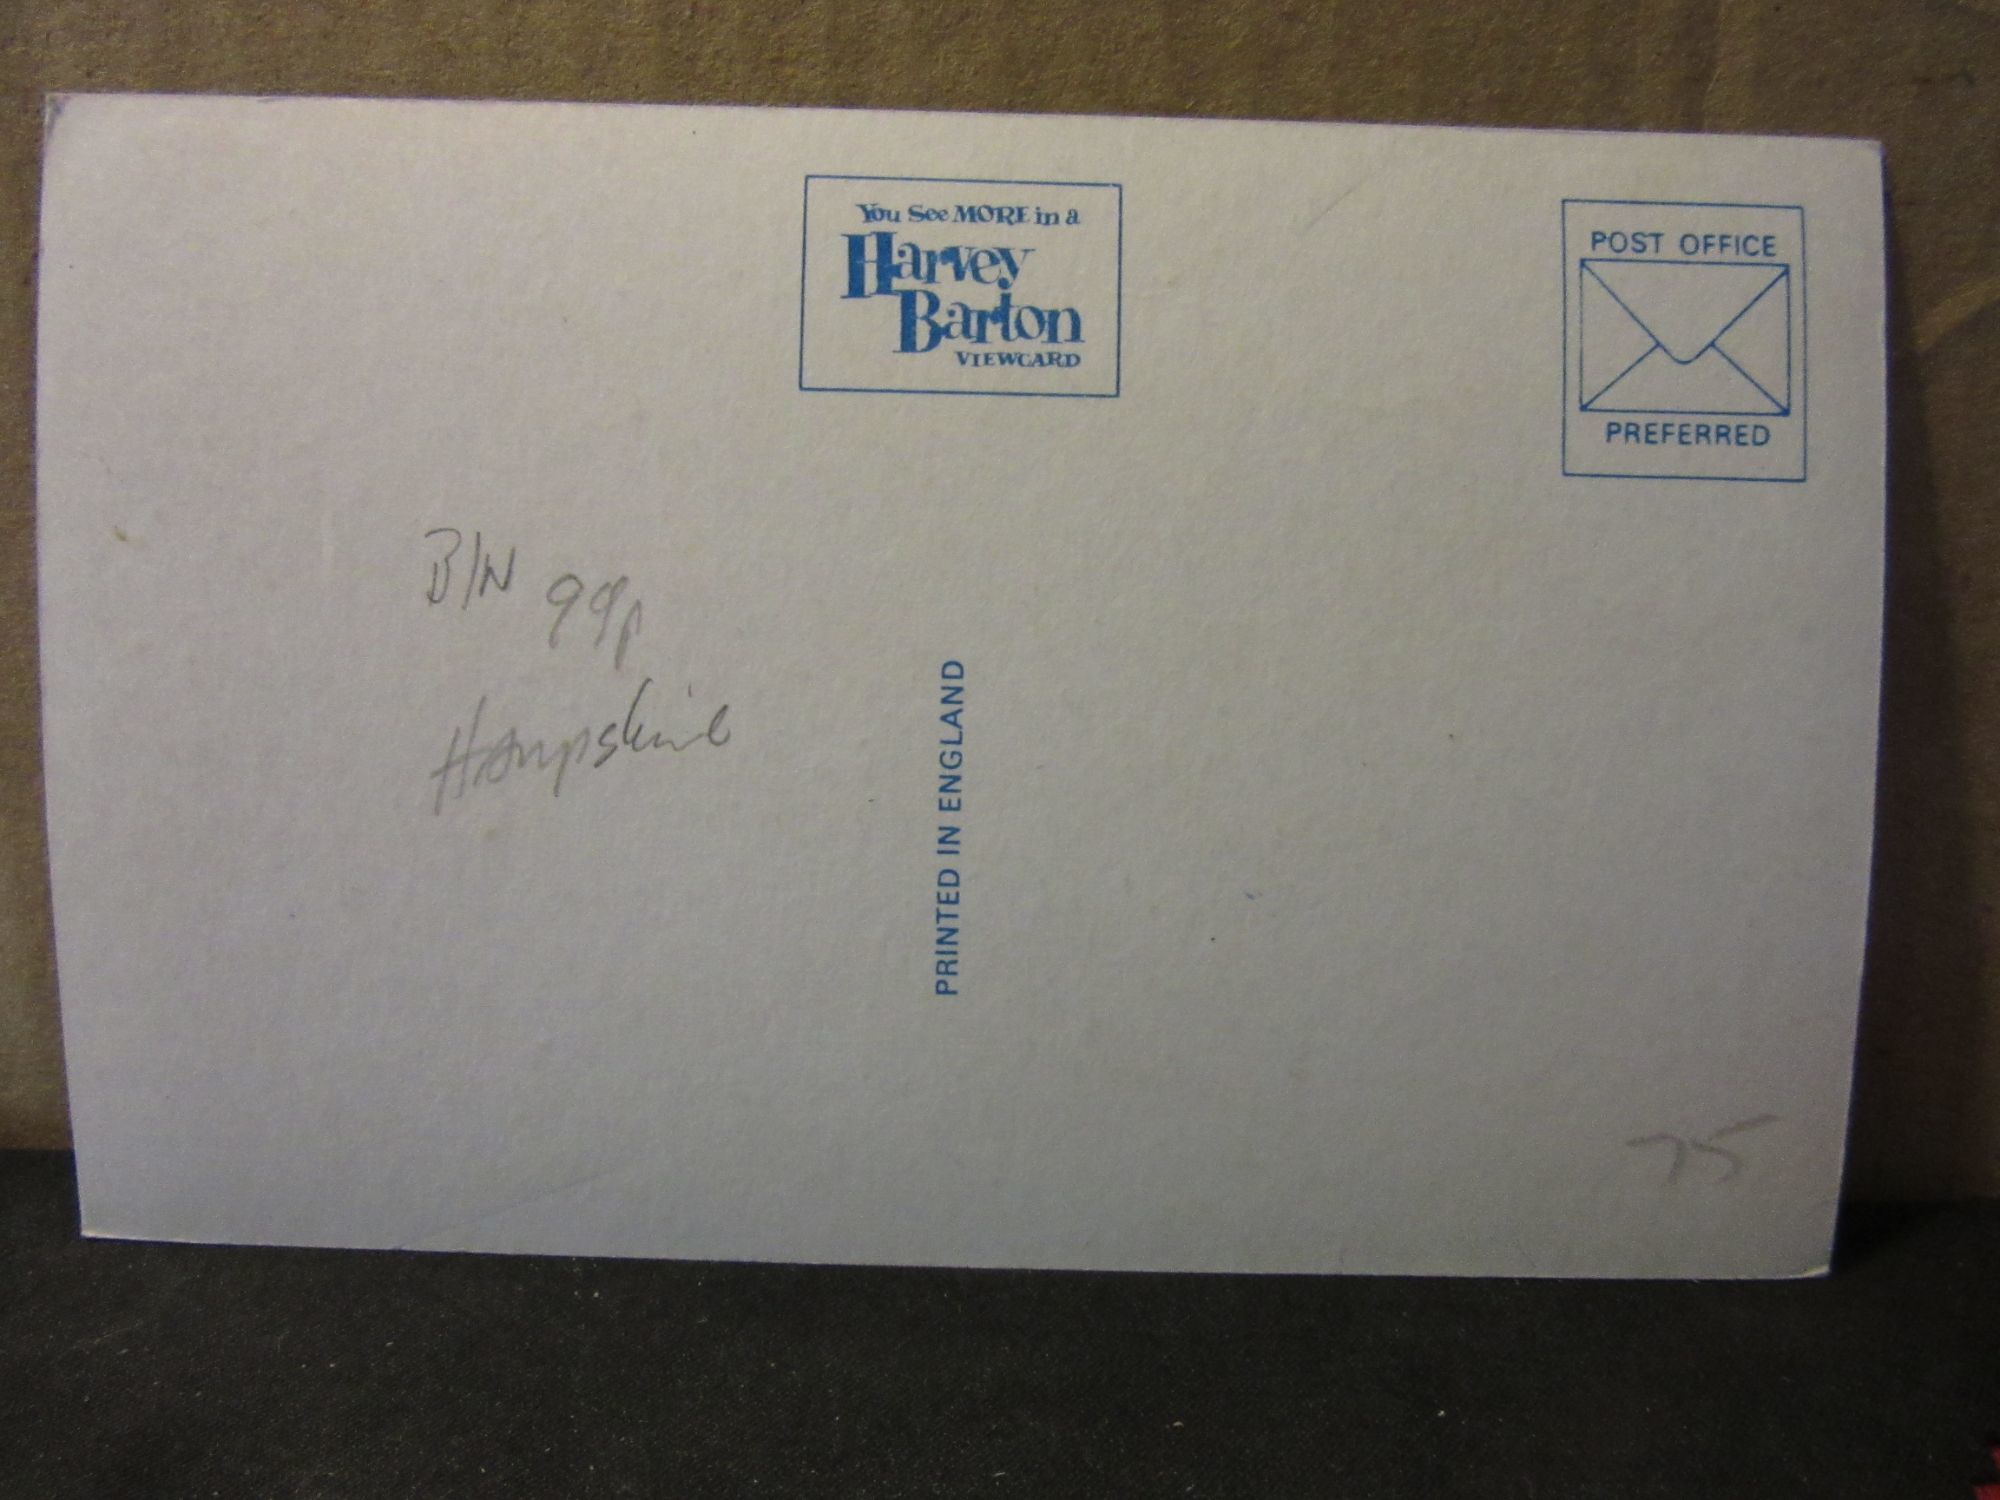 You See MORE in a
Harvey
Barton
VIEWCARD
POST OFFICE
PREFERRED
B/N 99p
Hampshire
PRINTED IN ENGLAND
75